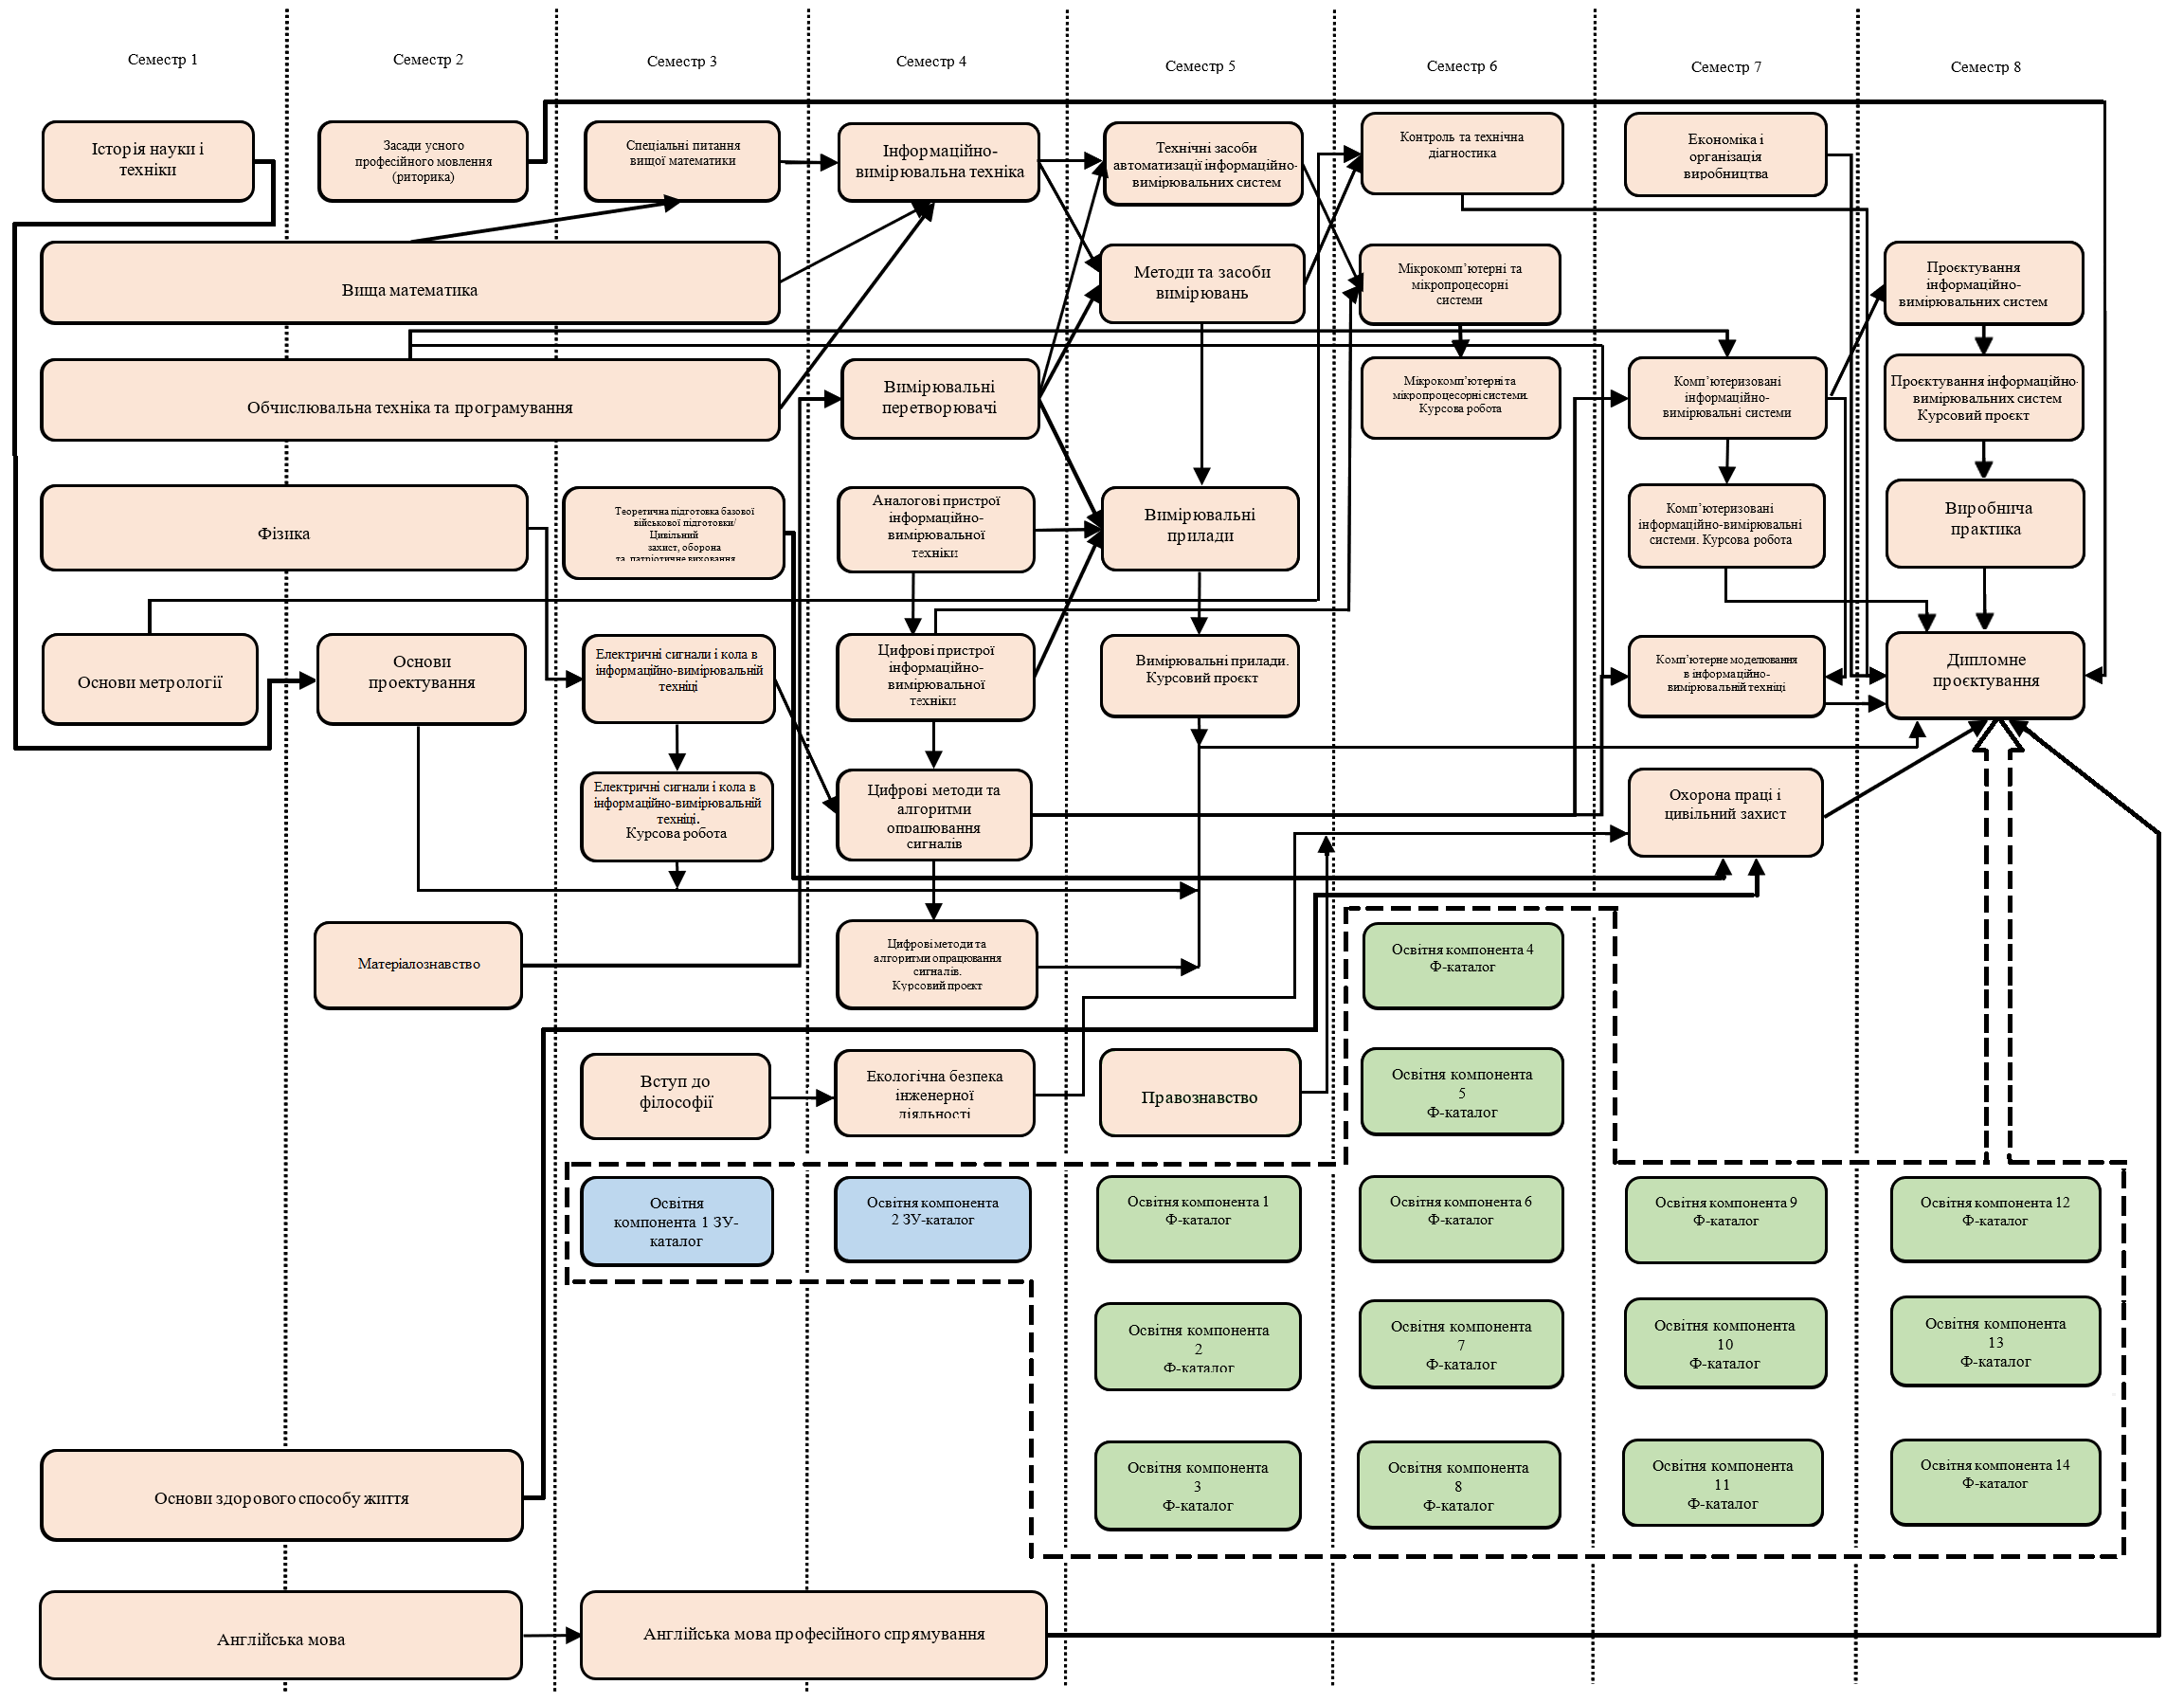 Семестр 1
Семестр 2
Семестр 3
Семестр 4
Семестр 5
Семестр 6
Семестр 7
Семестр 8
Історія науки і
техніки
Засади усного
професійного мовлення
(риторика)
Спеціальні питання
вищої математики
Інформаційно-
вимірювальна техніка
Технічні засоби
автоматизації інформаційно-
вимірювальних систем
Контроль та технічна
діагностика
Економіка і
організація
виробництва
Вища математика
Методи та засоби
вимірювань
Мікрокомп’ютерні та
мікропроцесорні
системи
Проєктування
інформаційно-
вимірювальних систем
Обчислювальна техніка та програмування
Вимірювальні
перетворювачі
Мікрокомп’ютерні та
мікропроцесорні системи.
Курсова робота
Комп’ютеризовані
інформаційно-
вимірювальні системи
Проєктування інформаційно-
вимірювальних систем
Курсовий проєкт
Фізика
Теоретична підготовка базової
військової підготовки/
Цивільний
захист, оборона
та патріотичне виховання
Аналогові пристрої
інформаційно-
вимірювальної
техніки
Вимірювальні
прилади
Комп’ютеризовані
інформаційно-вимірювальні
системи. Курсова робота
Виробнича
практика
Основи метрології
Основи
проектування
Електричні сигнали і кола в
інформаційно-вимірювальній
техніці
Цифрові пристрої
інформаційно-
вимірювальної
техніки
Вимірювальні прилади.
Курсовий проєкт
Комп’ютерне моделювання
в інформаційно-
вимірювальній техніці
Дипломне
проєктування
Електричні сигнали і кола в
інформаційно-вимірювальній
техніці.
Курсова робота
Цифрові методи та
алгоритми
опрацювання
сигналів
Охорона праці і
цивільний захист
Матеріалознавство
Цифрові методи та
алгоритми опрацювання
сигналів.
Курсовий проєкт
Освітня компонента 4
Ф-каталог
Вступ до
філософії
Екологічна безпека
інженерної
діяльності
Правознавство
Освітня компонента
5
Ф-каталог
Освітня
компонента 1 ЗУ-
каталог
Освітня компонента
2 ЗУ-каталог
Освітня компонента 1
Ф-каталог
Освітня компонента 6
Ф-каталог
Освітня компонента 9
Ф-каталог
Освітня компонента 12
Ф-каталог
Освітня компонента
2
Ф-каталог
Освітня компонента
7
Ф-каталог
Освітня компонента
10
Ф-каталог
Освітня компонента
13
Ф-каталог
Основи здорового способу життя
Освітня компонента
3
Ф-каталог
Освітня компонента
8
Ф-каталог
Освітня компонента
11
Ф-каталог
Освітня компонента 14
Ф-каталог
Англійська мова
Англійська мова професійного спрямування